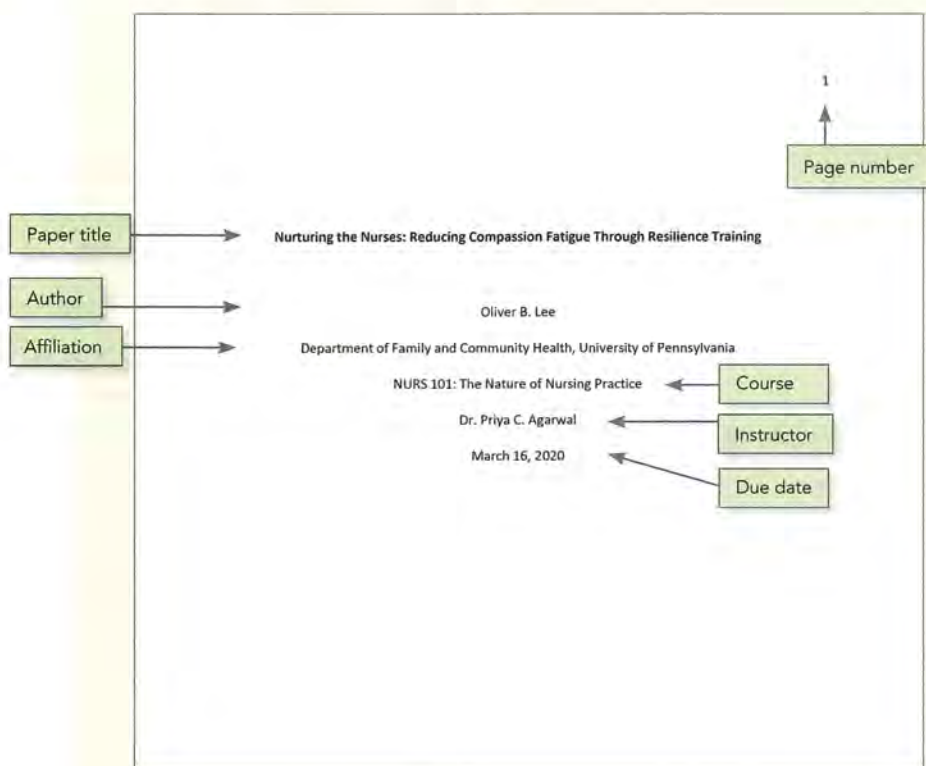 1
Page number
Paper title
Nurturing the Nurses: Reducing Compassion Fatigue Through Resilience Training
Author
Oliver B. Lee
Affiliation
Department of Family and Community Health, University of Pennsylvania
NURS 101: The Nature of Nursing Practice
Course
Dr. Priya C. Agarwal
Instructor
March 16, 2020
Due date